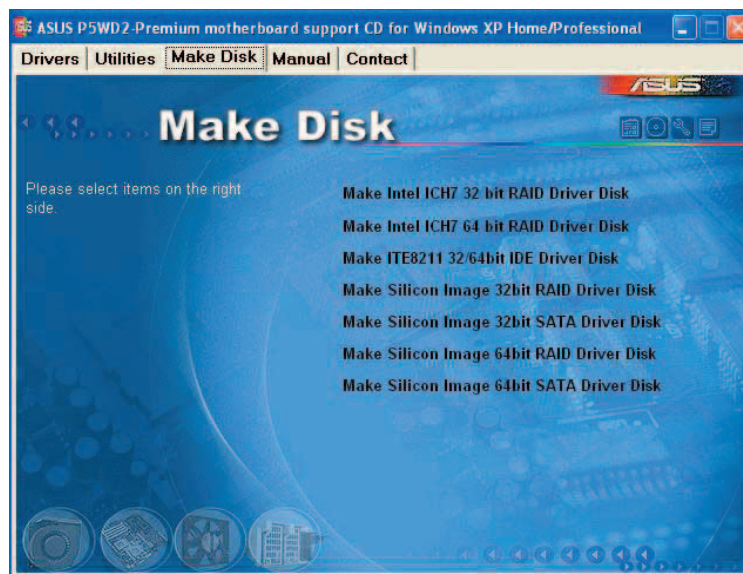 ASUS P5WD2-Premium motherboard support CD for Windows XP Home/Professional
Drivers Utilities Make Disk Manual Contact
ASUS
Make Disk
Please select items on the right
side.
Make Intel ICH7 32 bit RAID Driver Disk
Make Intel ICH7 64 bit RAID Driver Disk
Make ITE8211 32/64bit IDE Driver Disk
Make Silicon Image 32bit RAID Driver Disk
Make Silicon Image 32bit SATA Driver Disk
Make Silicon Image 64bit RAID Driver Disk
Make Silicon Image 64bit SATA Driver Disk